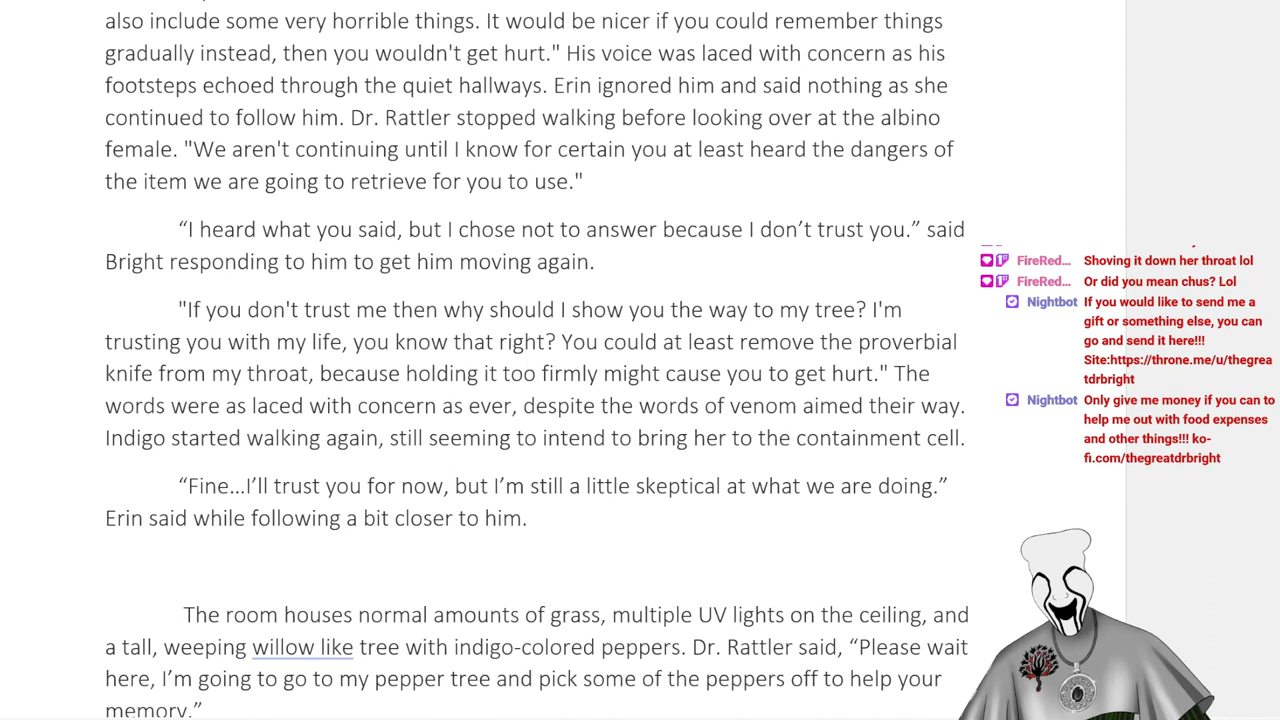 also include some very horrible things. It would be nicer if you could remember things
gradually instead, then you wouldn't get hurt." His voice was laced with concern as his
footsteps echoed through the quiet hallways. Erin ignored him and said nothing as she
continued to follow him. Dr. Rattler stopped walking before looking over at the albino
female. "We aren't continuing until I know for certain you at least heard the dangers of
the item we are going to retrieve for you to use."
“I heard what you said, but I chose not to answer because I don’t trust you.” said
Bright responding to him to get him moving again.
"If you don't trust me then why should I show you the way to my tree? I'm
trusting you with my life, you know that right? You could at least remove the proverbial
knife from my throat, because holding it too firmly might cause you to get hurt." The
words were as laced with concern as ever, despite the words of venom aimed their way.
Indigo started walking again, still seeming to intend to bring her to the containment cell.
“Fine…I’ll trust you for now, but I’m still a little skeptical at what we are doing.”
Erin said while following a bit closer to him.
The room houses normal amounts of grass, multiple UV lights on the ceiling, and
a tall, weeping willow like tree with indigo-colored peppers. Dr. Rattler said, “Please wait
here, I’m going to go to my pepper tree and pick some of the peppers off to help your
memory.”
FireRed... Shoving it down her throat lol
FireRed... Or did you mean chus? Lol
Nightbot If you would like to send me a
gift or something else, you can
go and send it here!!!
Site:https://throne.me/u/thegrea
tdrbright
Nightbot Only give me money if you can to
help me out with food expenses
and other things!!! ko-
fi.com/thegreatdrbright